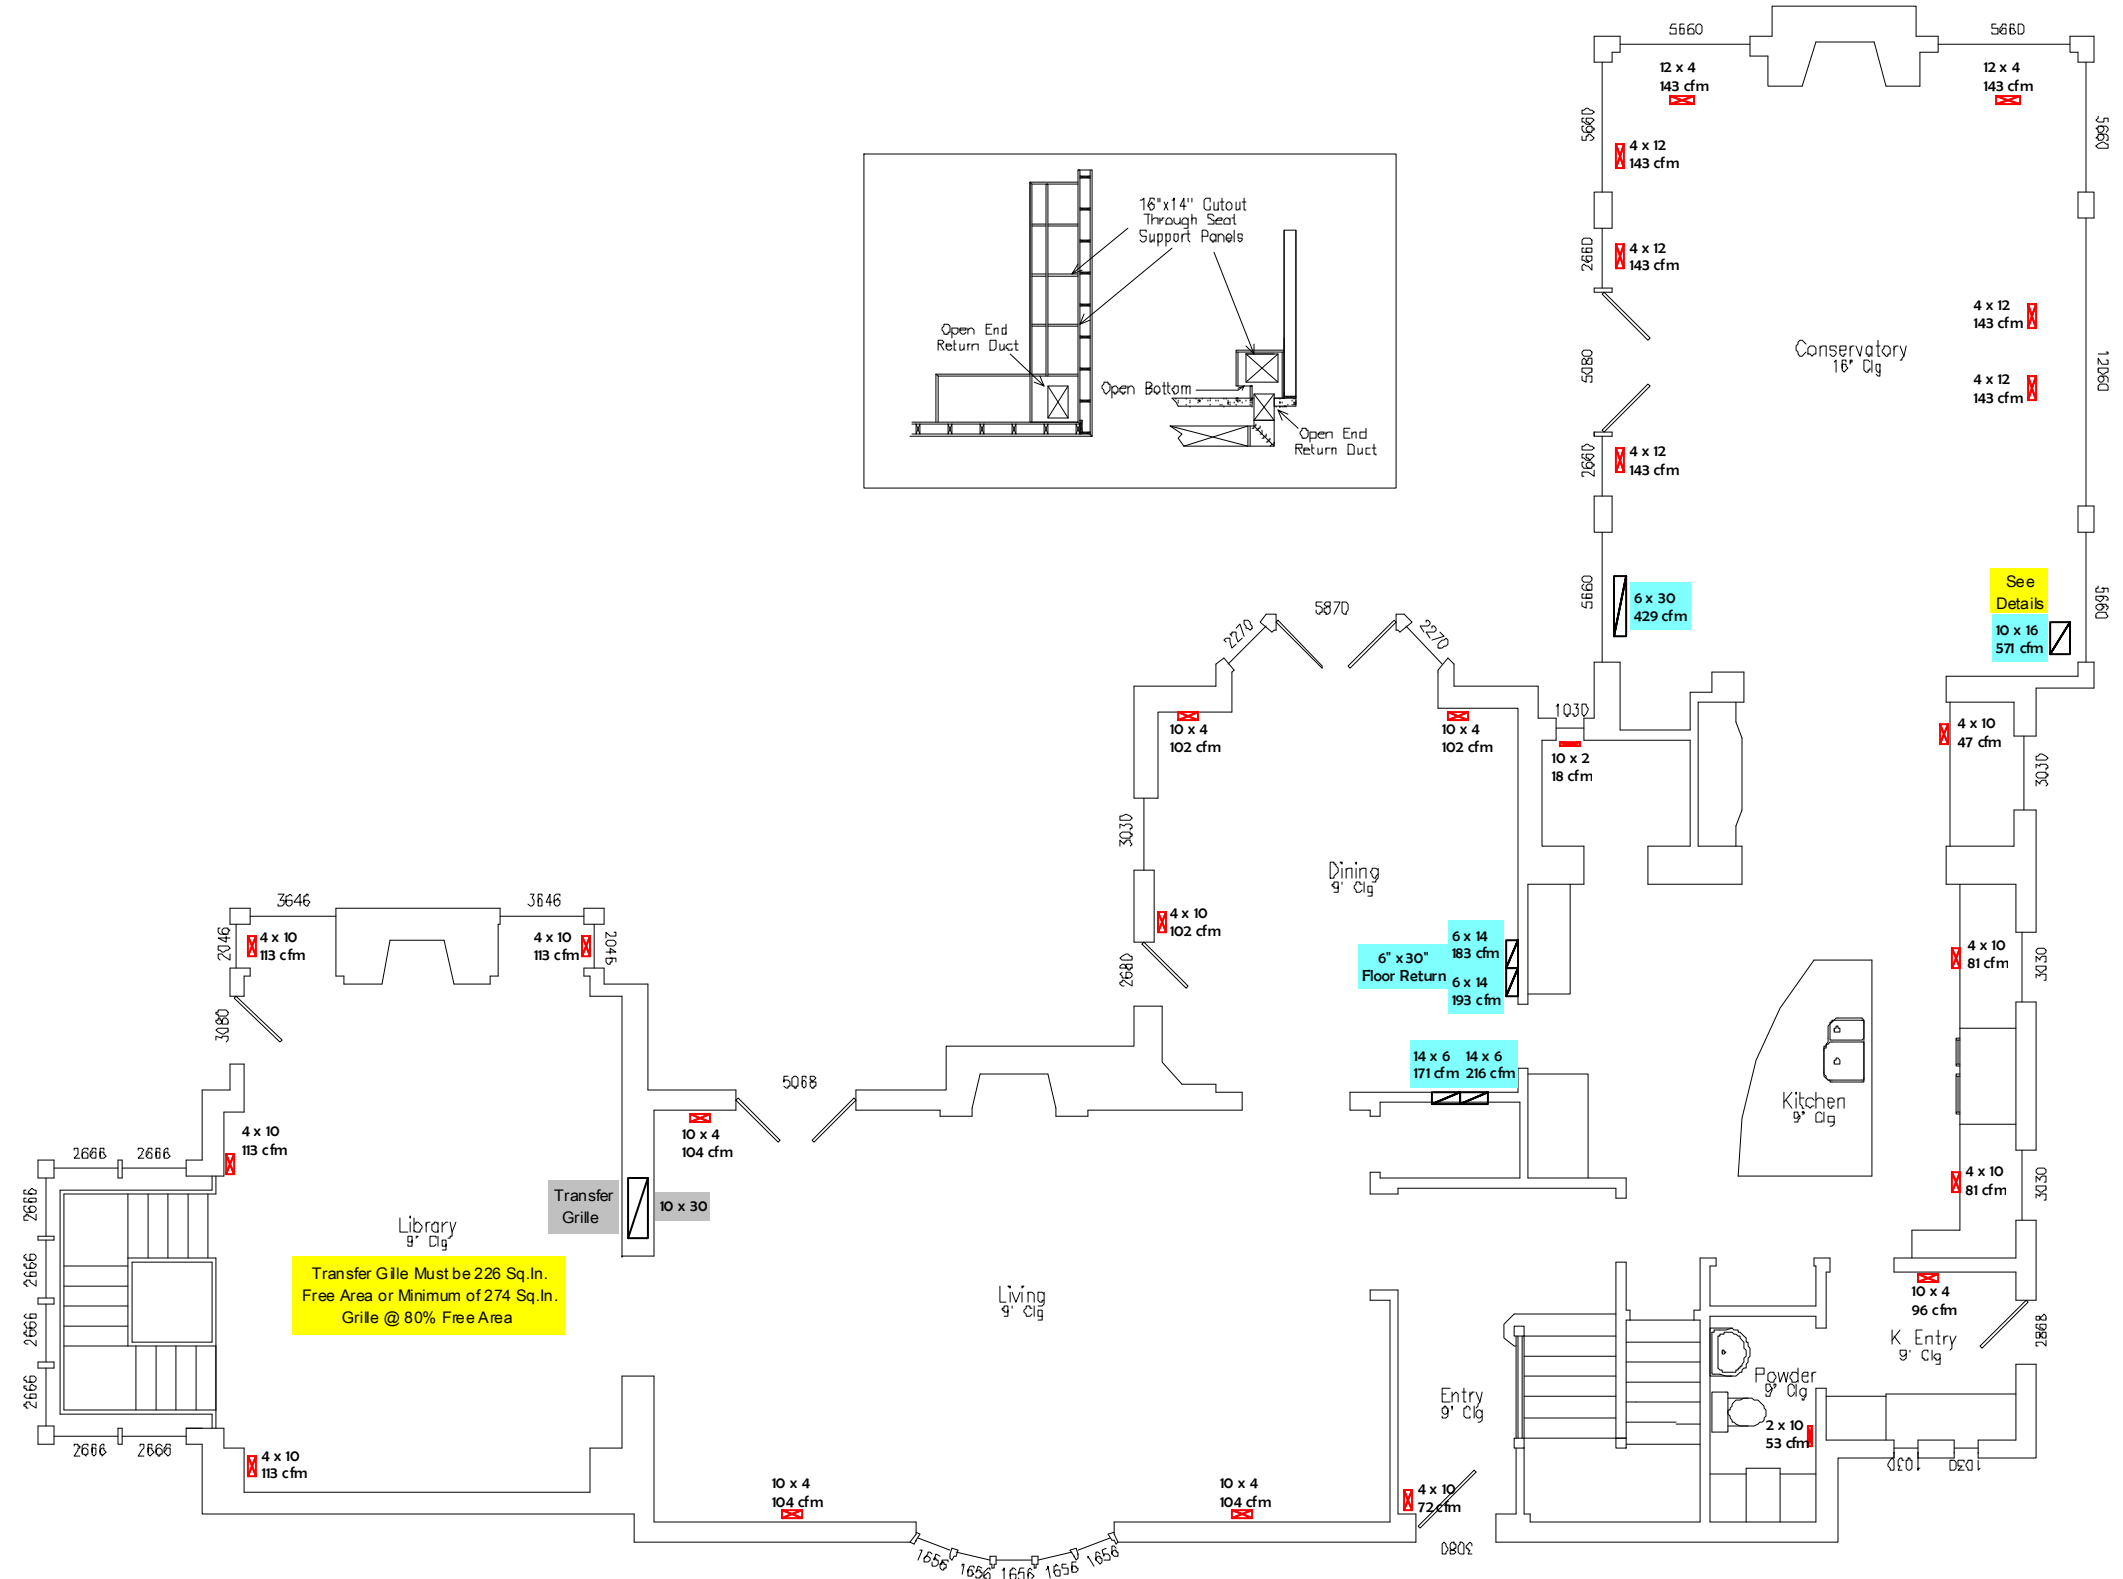 5660
5660
12 x 4
143 cfm
12 x 4
143 cfm
5660
4 x 12
143 cfm
5660
16"x14" Cutout
Through Seat
Support Panels
Open End
Return Duct
Open Bottom
Open End
Return Duct
2660
4 x 12
143 cfm
4 x 12
143 cfm
5080
Conservatory
16' Clg
12060
4 x 12
143 cfm
2660
4 x 12
143 cfm
5660
6 x 30
429 cfm
See
Details
10 x 16
571 cfm
5660
5870
2270
2270
10 x 4
102 cfm
10 x 4
102 cfm
1030
10 x 2
18 cfm
4 x 10
47 cfm
3030
3030
Dining
9' Clg
4 x 10
102 cfm
2680
6" x 30"
Floor Return
6 x 14
183 cfm
6 x 14
193 cfm
4 x 10
81 cfm
3030
3646
3646
2046
4 x 10
113 cfm
4 x 10
113 cfm
2046
3080
5068
14 x 6
171 cfm
14 x 6
216 cfm
Kitchen
9' Clg
10 x 4
104 cfm
4 x 10
113 cfm
2666
2666
4 x 10
81 cfm
3030
2666
Transfer
Grille
10 x 30
Library
9' Clg
2666
Transfer Gille Must be 226 Sq.In.
Free Area or Minimum of 274 Sq.In.
Grille @ 80% Free Area
2666
2666
Living
9' Clg
10 x 4
96 cfm
K Entry
9' Clg
2868
Entry
9' Clg
Powder
9' Clg
2 x 10
53 cfm
2666
2666
4 x 10
113 cfm
10 x 4
104 cfm
10 x 4
104 cfm
4 x 10
72 cfm
1030
1030
3080
1656
1656
1656
1656
1656